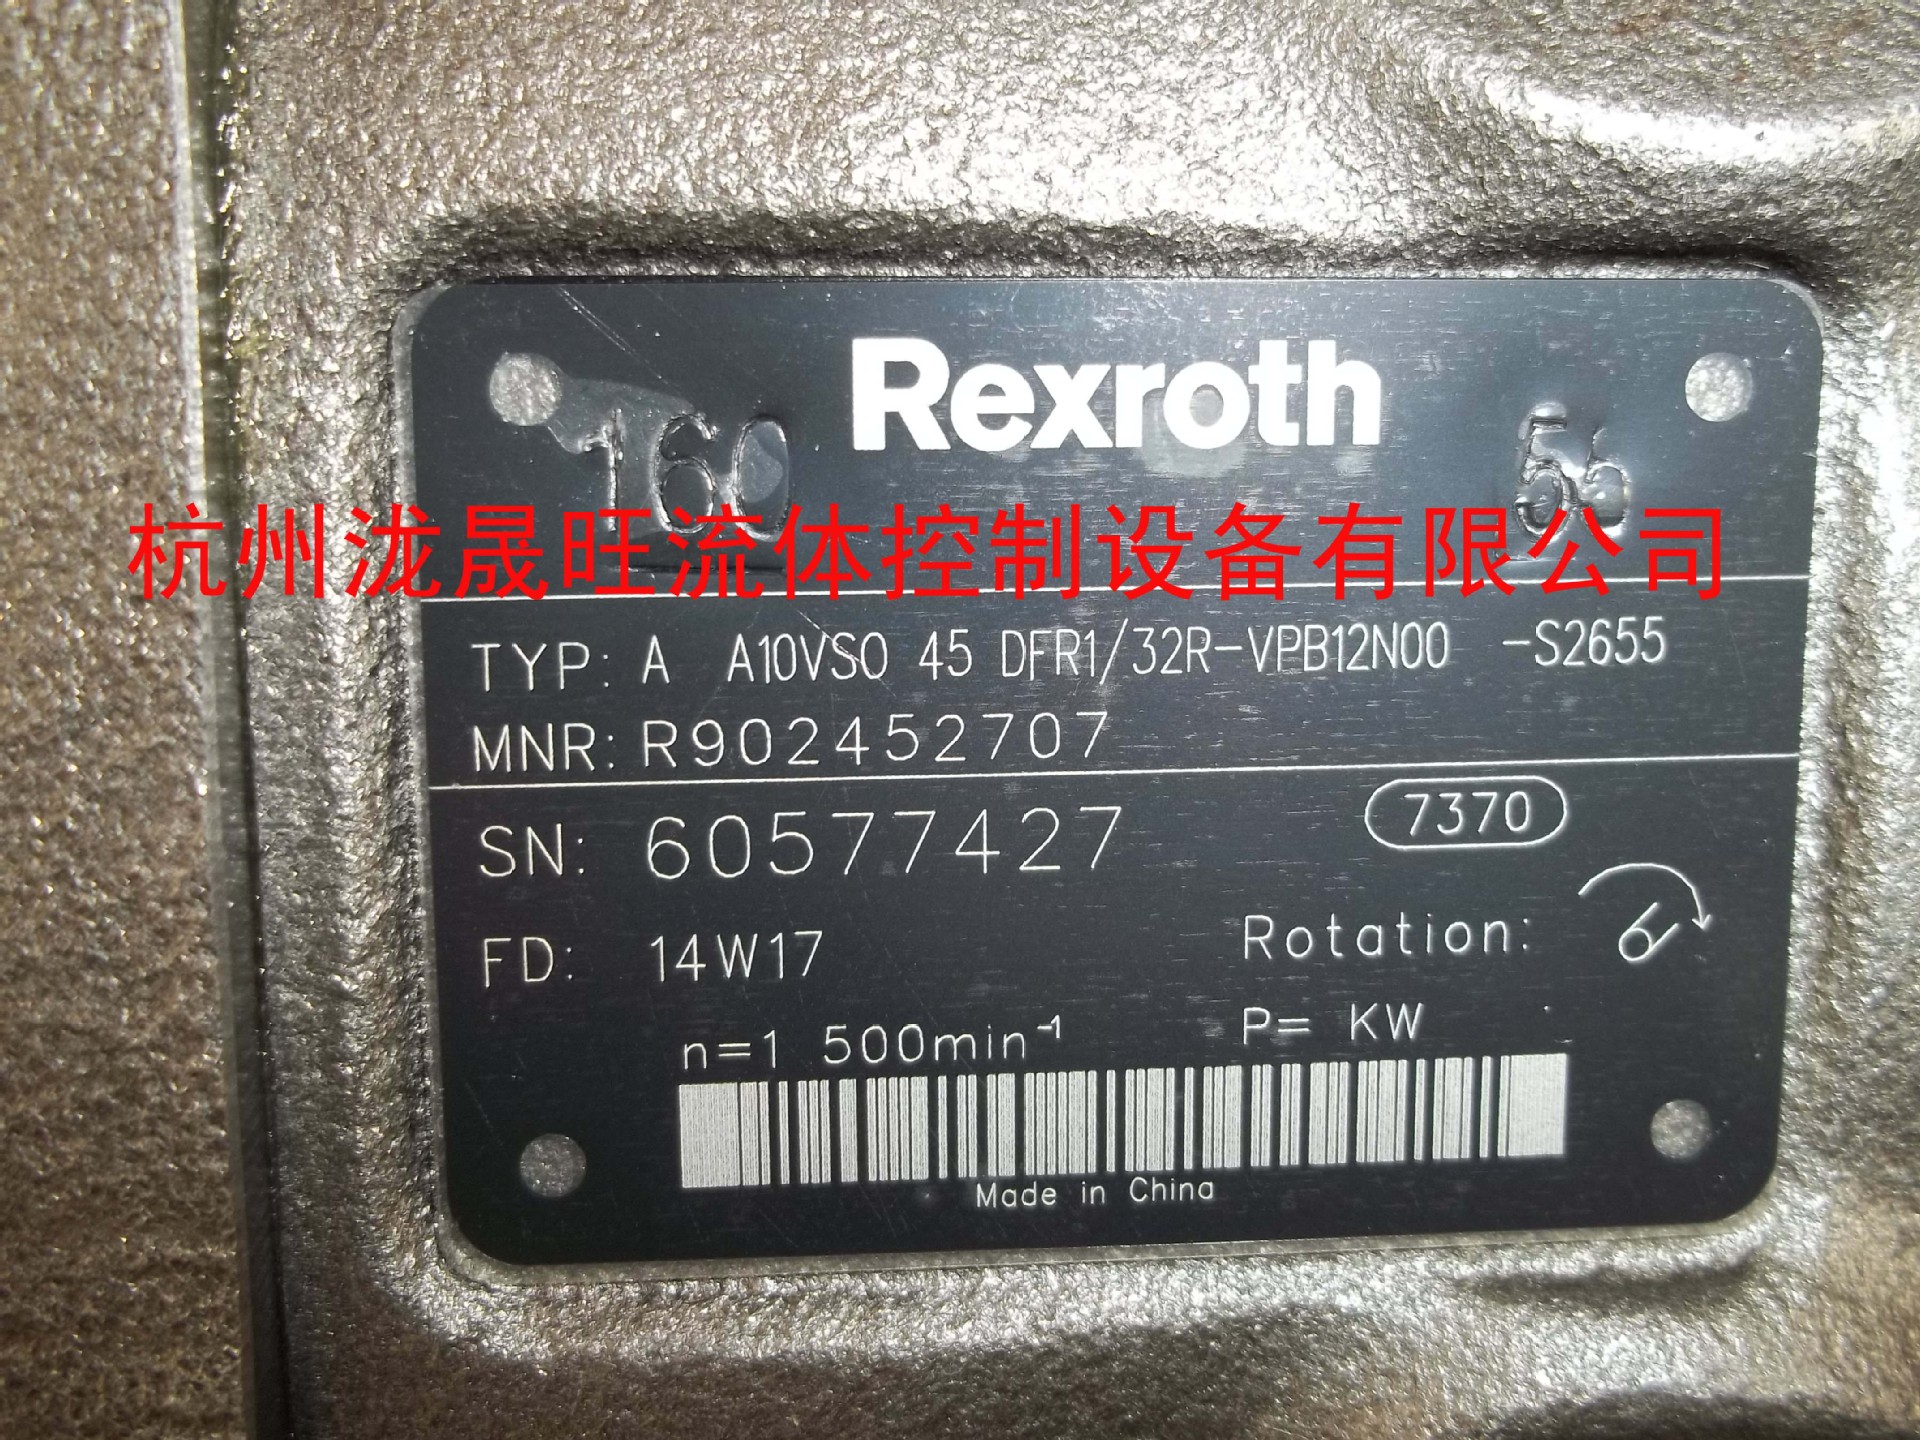 Rexroth
160
56
杭州泷晟旺流体控制设备有限公司
TYP: A A10VSO 45 DFR1/32R-VPB12N00 -S2655
MNR: R902452707
SN: 60577427
7370
FD: 14W17
Rotation:
n=1 500min⁻¹
P= KW
Made in China